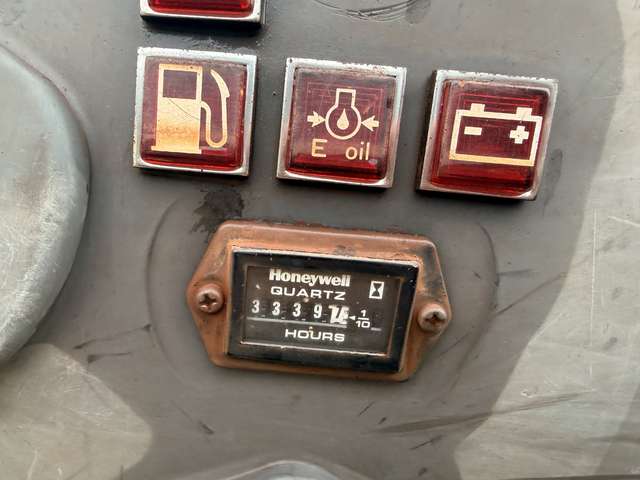 E oil
- +
Honeywell
QUARTZ
3 3 3 9 1/10
HOURS